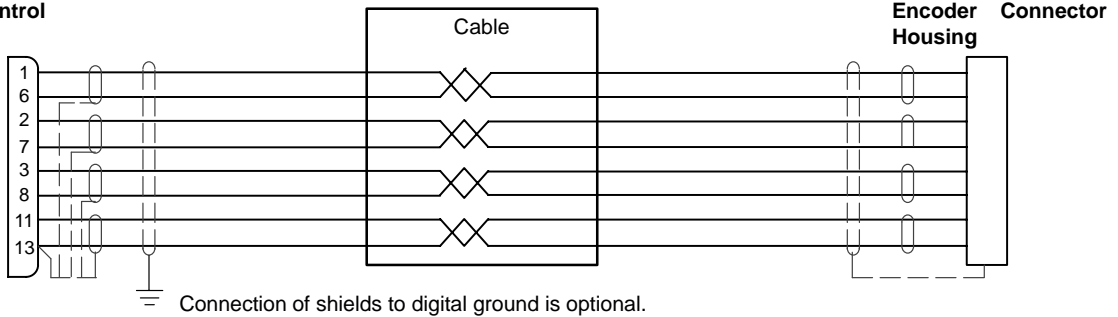 ntrol
Encoder Connector
Housing
Cable
1
6
2
7
3
8
11
13
Connection of shields to digital ground is optional.